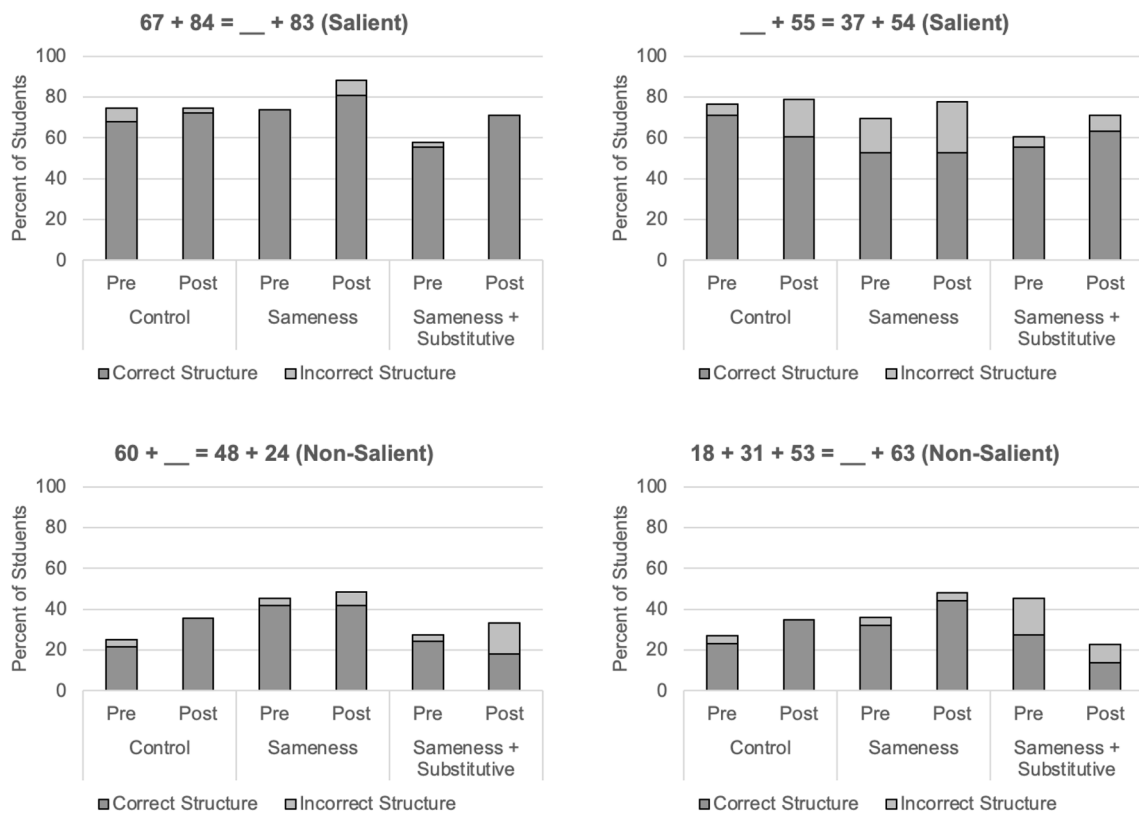 67 + 84 = __ + 83 (Salient)
100
80
60
40
20
0
Percent of Students
Pre Post Pre Post Pre Post
Control Sameness Sameness +
Substitutive
Correct Structure Incorrect Structure
__ + 55 = 37 + 54 (Salient)
100
80
60
40
20
0
Percent of Students
Pre Post Pre Post Pre Post
Control Sameness Sameness +
Substitutive
Correct Structure Incorrect Structure
60 + __ = 48 + 24 (Non-Salient)
100
80
60
40
20
0
Percent of Stduents
Pre Post Pre Post Pre Post
Control Sameness Sameness +
Substitutive
Correct Structure Incorrect Structure
18 + 31 + 53 = __ + 63 (Non-Salient)
100
80
60
40
20
0
Percent of Students
Pre Post Pre Post Pre Post
Control Sameness Sameness +
Substitutive
Correct Structure Incorrect Structure